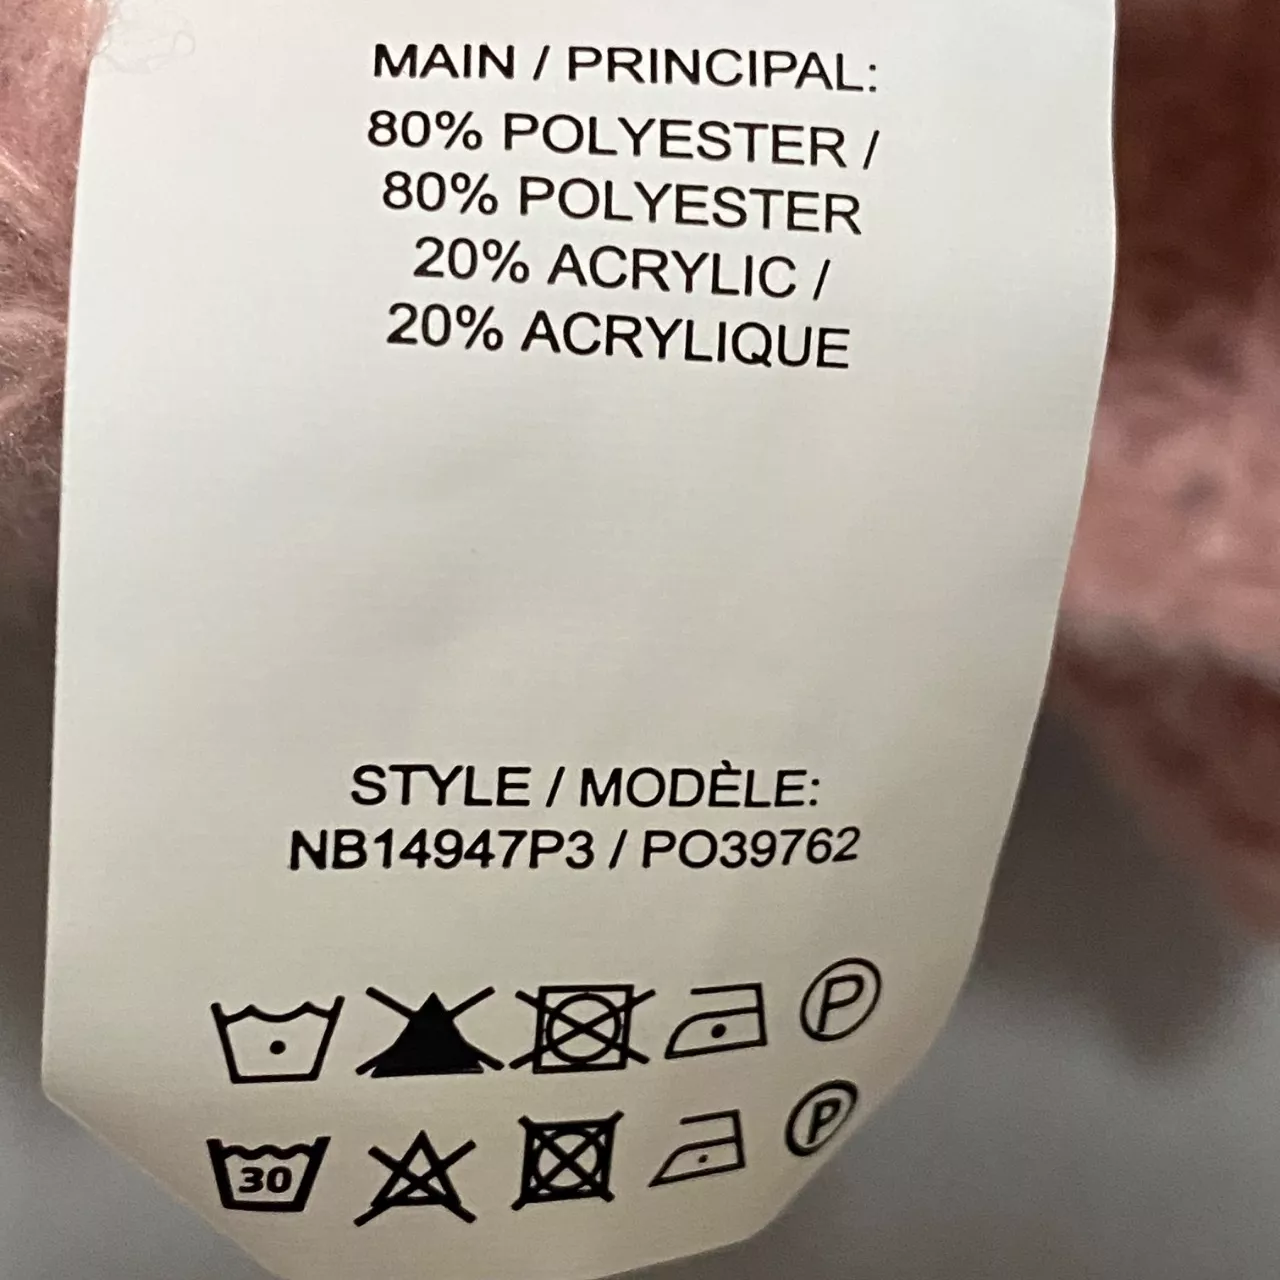 MAIN / PRINCIPAL:
80% POLYESTER /
80% POLYESTER
20% ACRYLIC /
20% ACRYLIQUE
STYLE / MODÈLE:
NB14947P3 / PO39762
P
30 P